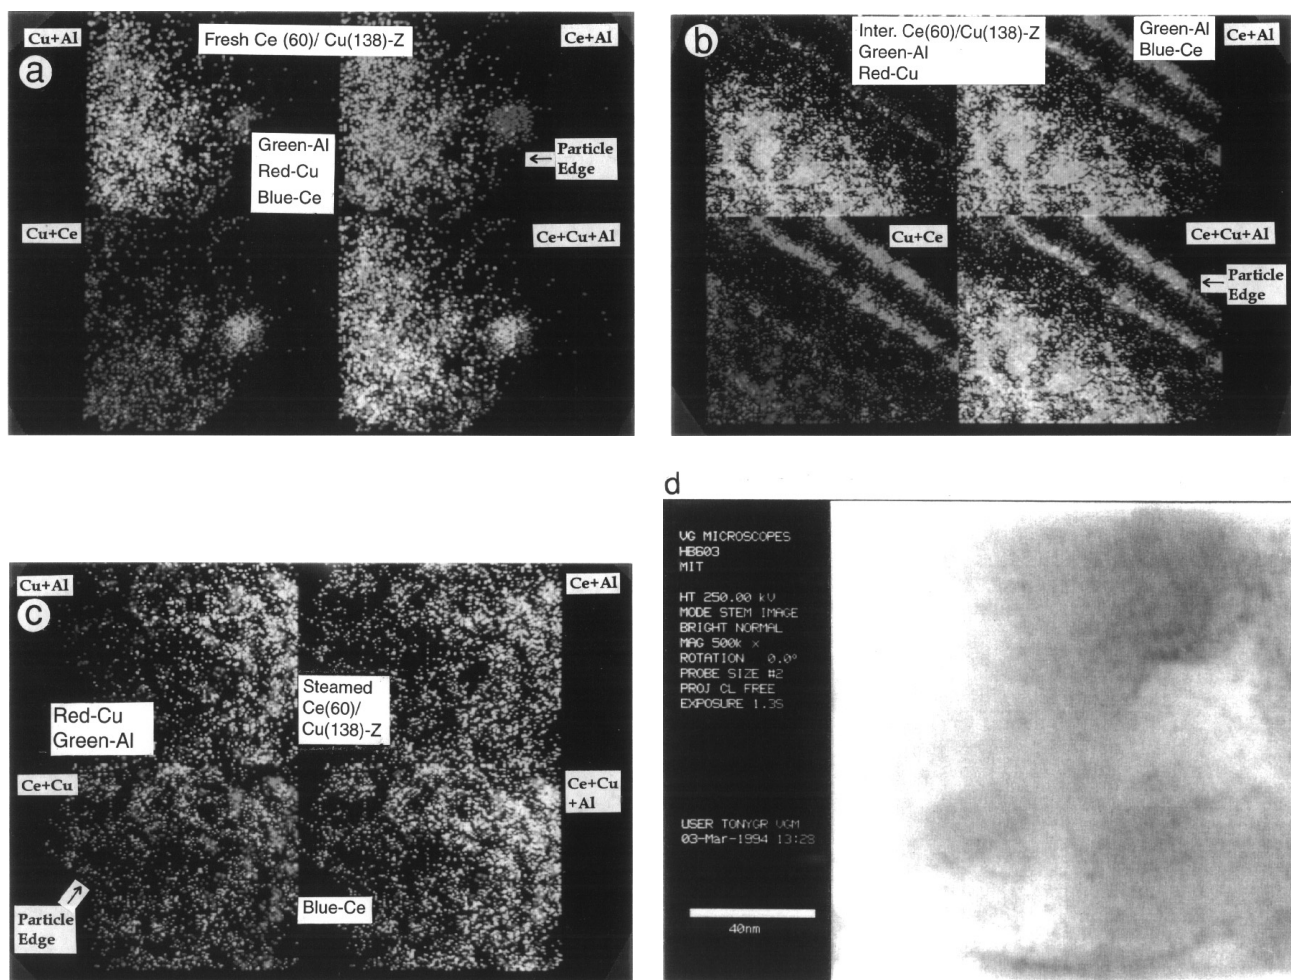 Cu+Al
Fresh Ce (60)/ Cu(138)-Z
Ce+Al
a
Green-Al
Red-Cu
Blue-Ce
Particle
Edge
Cu+Ce
Ce+Cu+Al
b
Inter. Ce(60)/Cu(138)-Z
Green-Al
Red-Cu
Green-Al
Blue-Ce
Ce+Al
Cu+Ce
Ce+Cu+Al
Particle
Edge
Cu+Al
Ce+Al
c
Red-Cu
Green-Al
Steamed
Ce(60)/
Cu(138)-Z
Ce+Cu
Ce+Cu
+Al
Blue-Ce
Particle
Edge
d
VG MICROSCOPES
HB603
MIT
HT 250.00 kV
MODE STEM IMAGE
BRIGHT NORMAL
MAG 500k x
ROTATION 0.0°
PROBE SIZE #2
PROJ CL FREE
EXPOSURE 1.3S
USER TONYGR VGM
03-Mar-1994 13:28
40nm